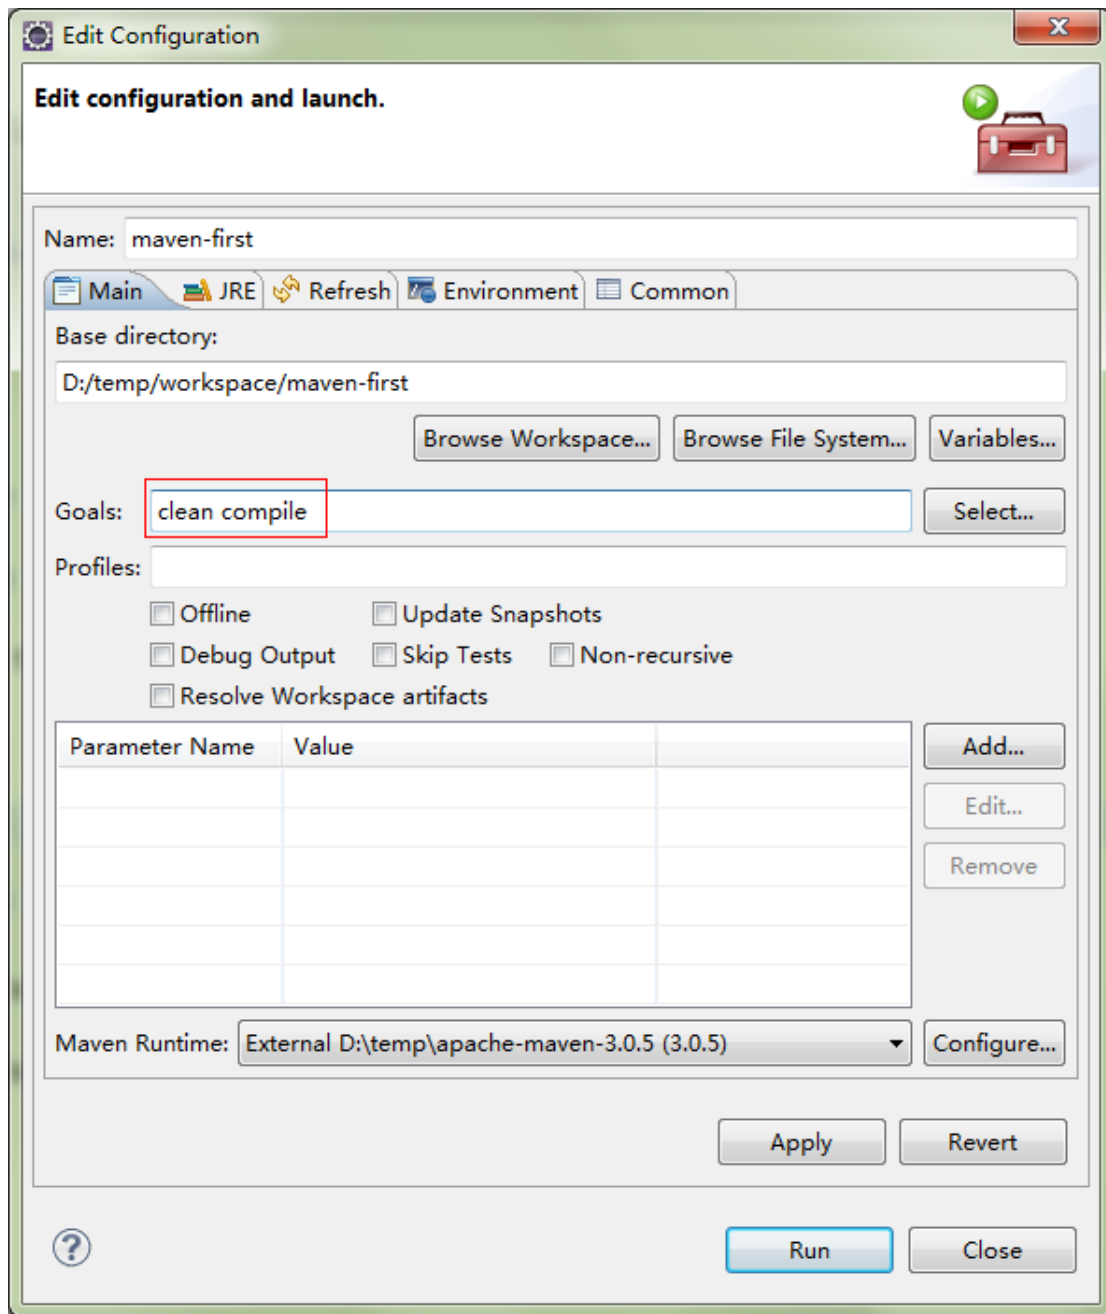 Edit Configuration
Edit configuration and launch.
Name: maven-first
Main JRE Refresh Environment Common
Base directory:
D:/temp/workspace/maven-first
Browse Workspace... Browse File System... Variables...
Goals: clean compile Select...
Profiles:
Offline Update Snapshots
Debug Output Skip Tests Non-recursive
Resolve Workspace artifacts
Parameter Name Value Add...
Edit...
Remove
Maven Runtime: External D:\temp\apache-maven-3.0.5 (3.0.5) Configure...
Apply Revert
Run Close